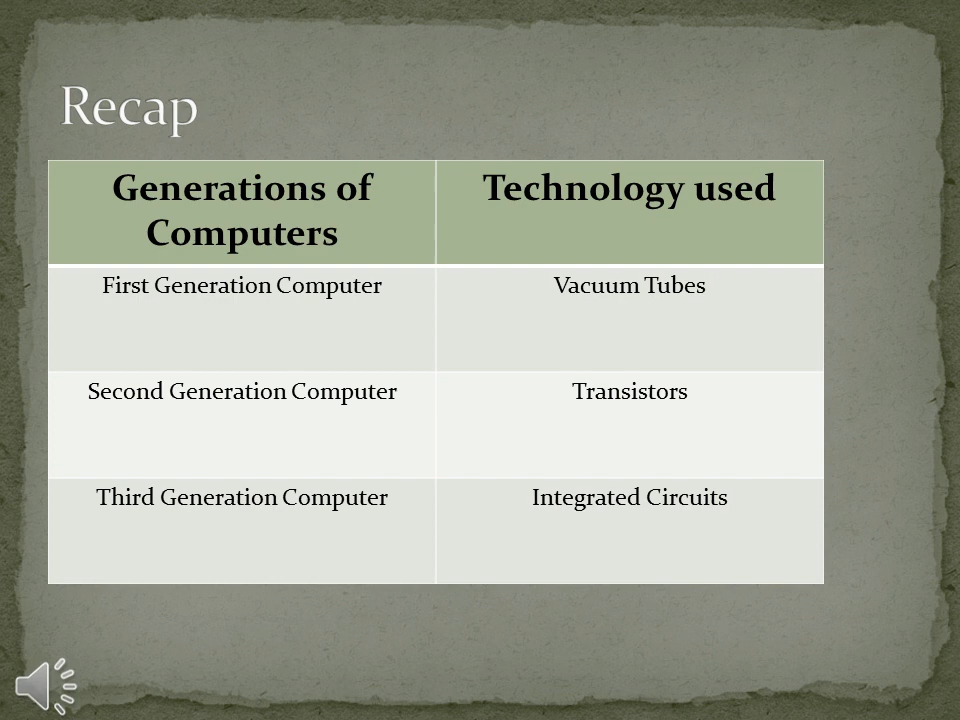 Recap
Generations of
Computers
Technology used
First Generation Computer
Vacuum Tubes
Second Generation Computer
Transistors
Third Generation Computer
Integrated Circuits